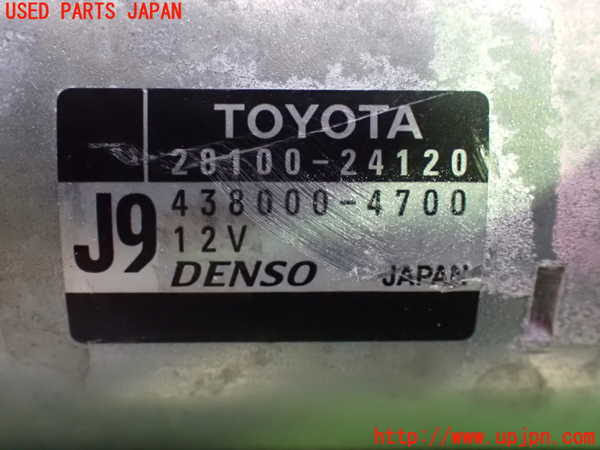 USED PARTS JAPAN
TOYOTA
28100-24120
J9
438000-4700
12V
DENSO JAPAN
http://www.upjpn.com/